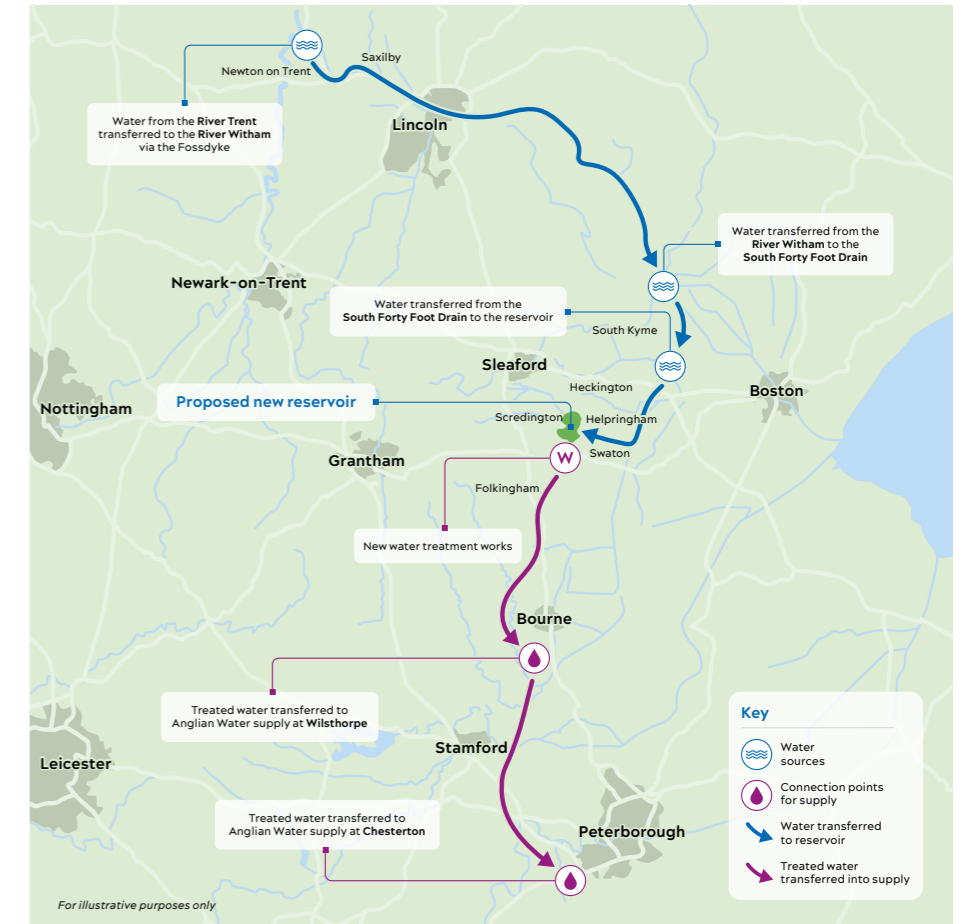 Saxilby
Newton on Trent
Water from the River Trent
transferred to the River Witham
via the Fossdyke
Lincoln
Water transferred from the
River Witham to the
South Forty Foot Drain
Newark-on-Trent
Water transferred from the
South Forty Foot Drain to the reservoir
South Kyme
Sleaford
Heckington
Boston
Nottingham
Proposed new reservoir
Scredington
Helpringham
Swaton
Grantham
W
Folkingham
New water treatment works
Bourne
Treated water transferred to
Anglian Water supply at Wilsthorpe
Stamford
Leicester
Treated water transferred to
Anglian Water supply at Chesterton
Peterborough
Key
Water
sources
Connection points
for supply
Water transferred
to reservoir
Treated water
transferred into supply
For illustrative purposes only